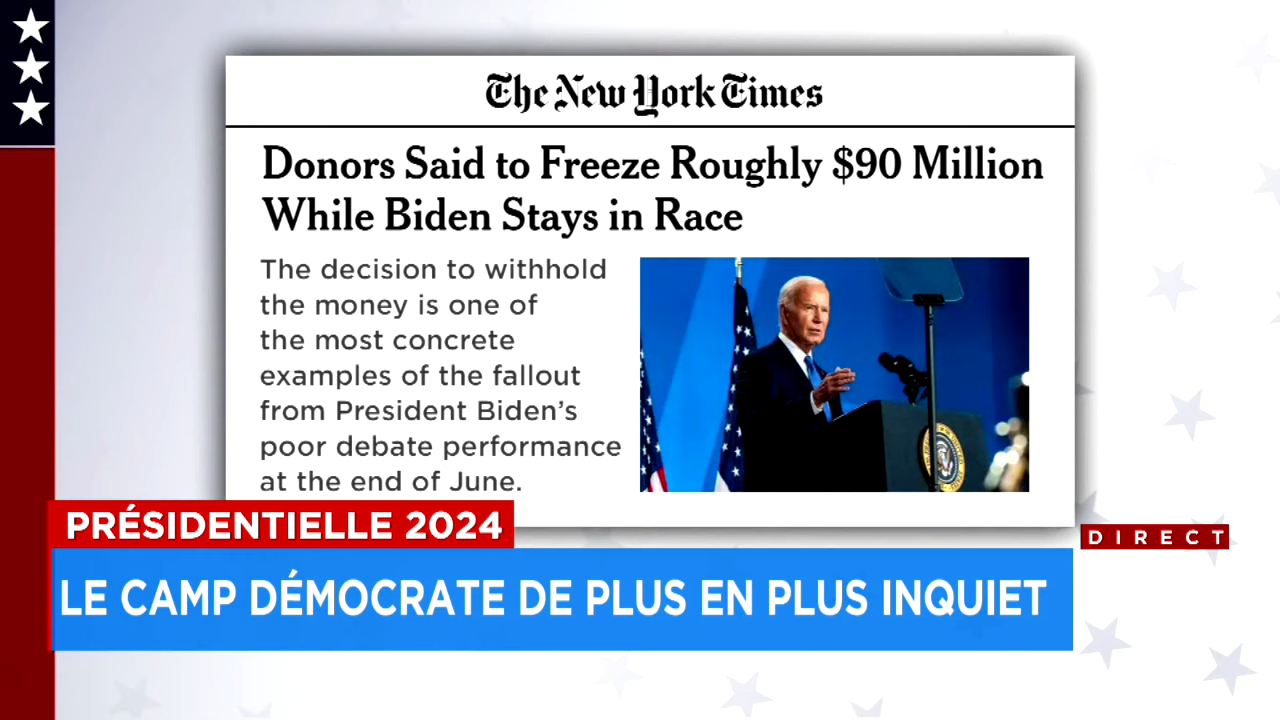 The New York Times
Donors Said to Freeze Roughly $90 Million
While Biden Stays in Race
The decision to withhold
the money is one of
the most concrete
examples of the fallout
from President Biden’s
poor debate performance
at the end of June.
PRÉSIDENTIELLE 2024
DIRECT
LE CAMP DÉMOCRATE DE PLUS EN PLUS INQUIET